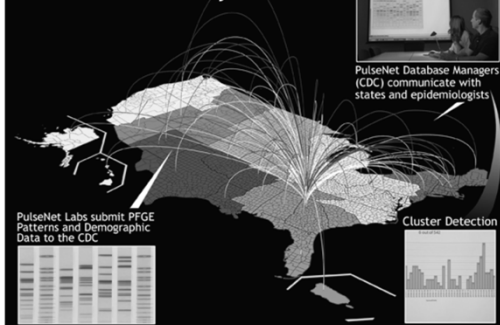 PulseNet Database Managers
(CDC) communicate with
states and epidemiologists
PulseNet Labs submit PFGE
Patterns and Demographic
Data to the CDC
Cluster Detection